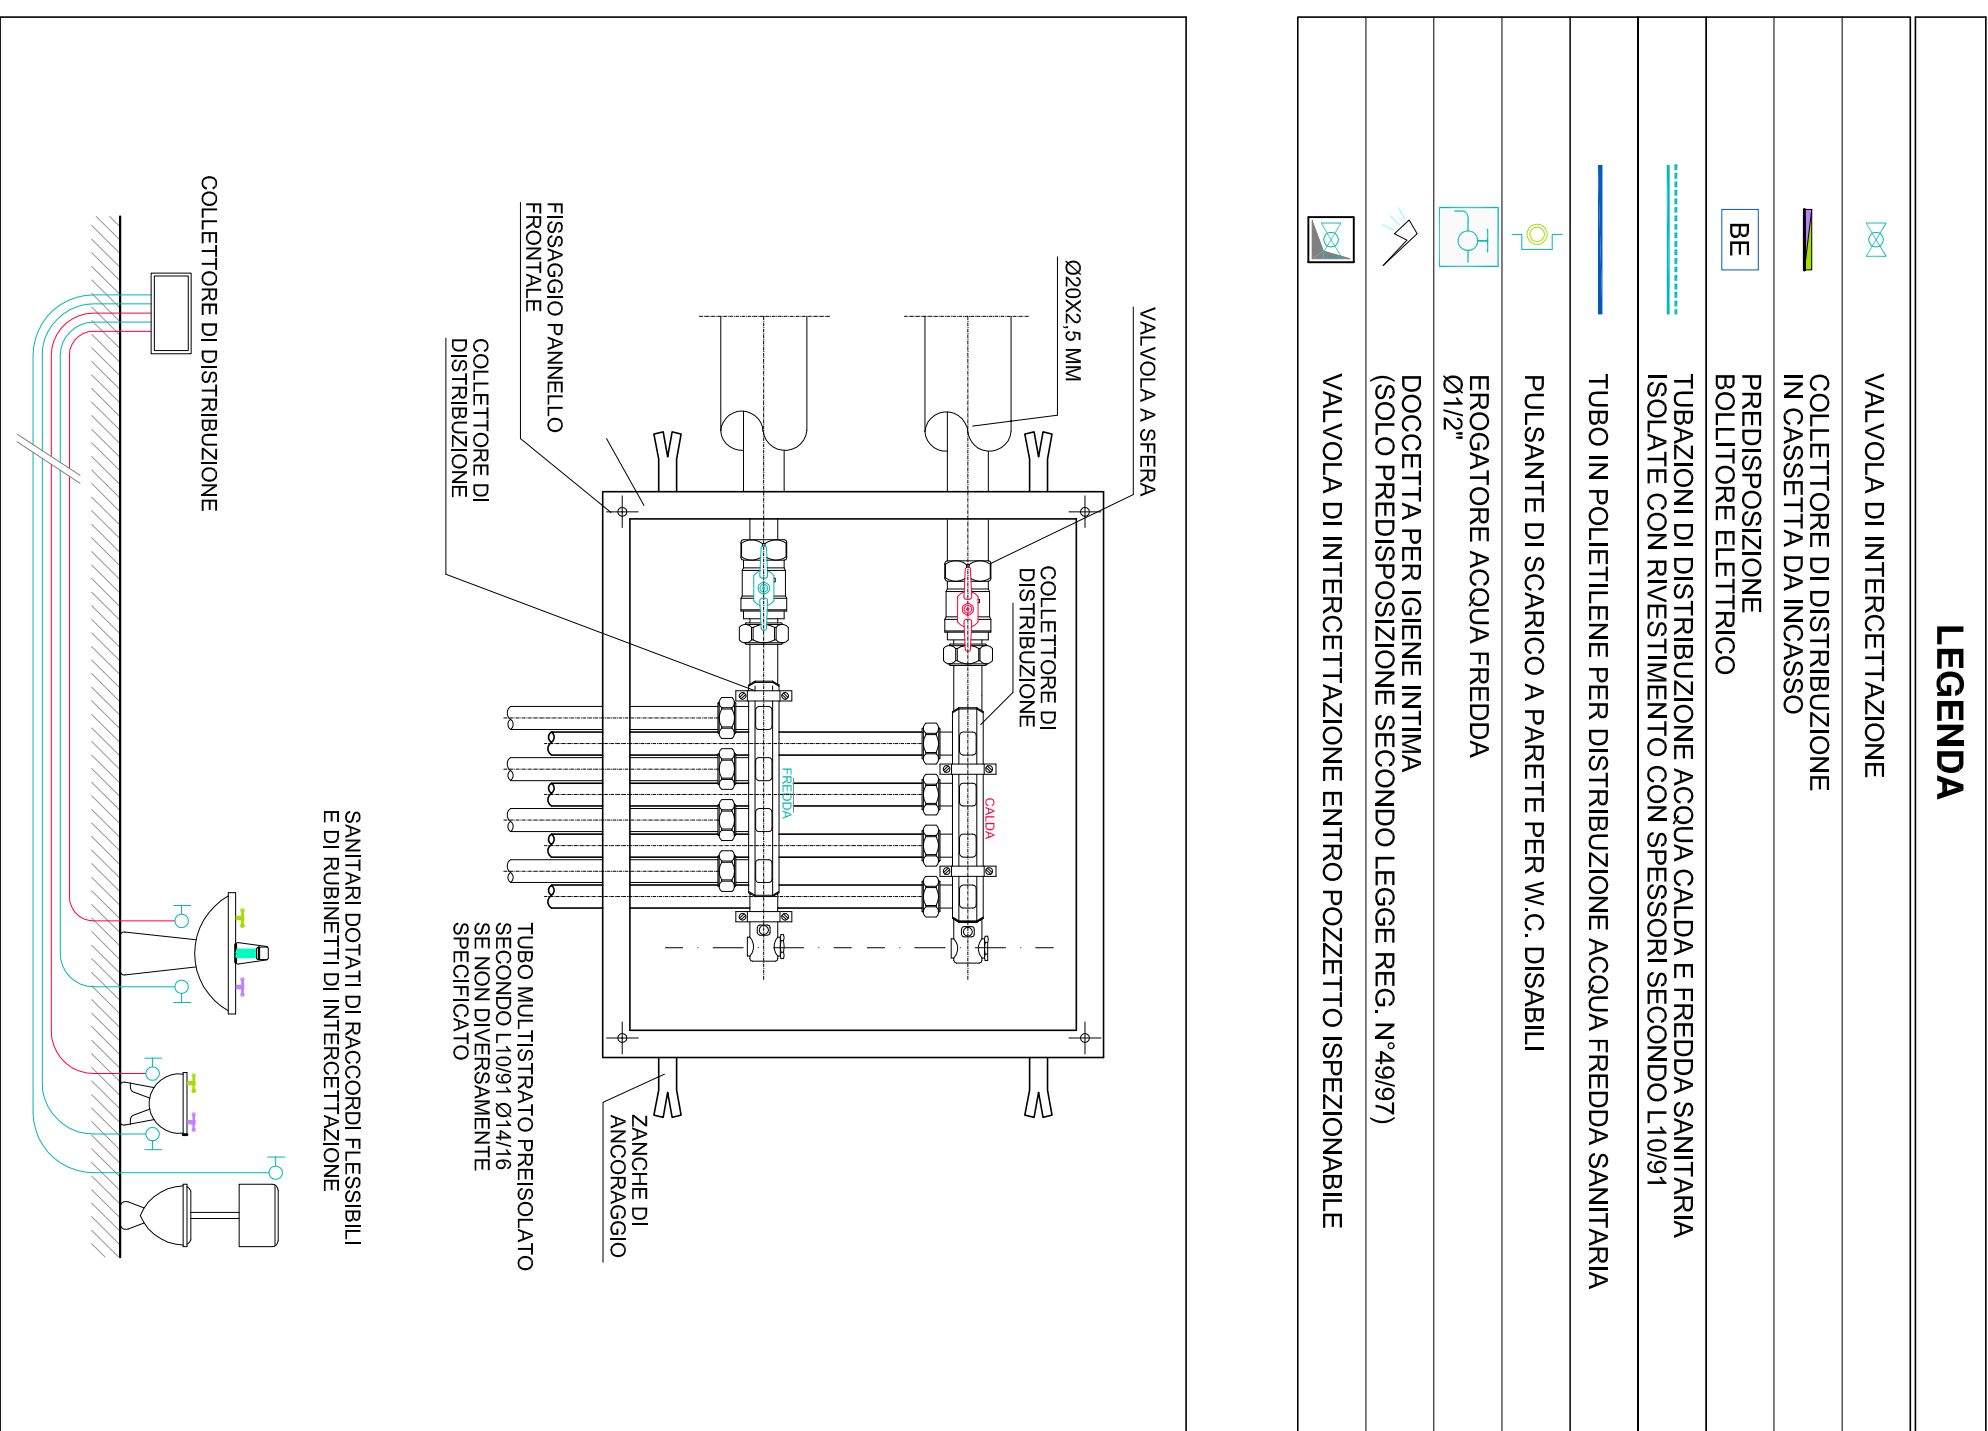 LEGENDA
VALVOLA DI INTERCETTAZIONE
COLLETTORE DI DISTRIBUZIONE
IN CASSETTA DA INCASSO
BE
PREDISPOSIZIONE
BOLLITORE ELETTRICO
TUBAZIONI DI DISTRIBUZIONE ACQUA CALDA E FREDDA SANITARIA
ISOLATE CON RIVESTIMENTO CON SPESSORI SECONDO L 10/91
TUBO IN POLIETILENE PER DISTRIBUZIONE ACQUA FREDDA SANITARIA
PULSANTE DI SCARICO A PARETE PER W.C. DISABILI
EROGATORE ACQUA FREDDA
Ø1/2"
DOCCETTA PER IGIENE INTIMA
(SOLO PREDISPOSIZIONE SECONDO LEGGE REG. N°49/97)
VALVOLA DI INTERCETTAZIONE ENTRO POZZETTO ISPEZIONABILE
VALVOLA A SFERA
Ø20X2,5 MM
COLLETTORE DI
DISTRIBUZIONE
CALDA
FREDDA
FISSAGGIO PANNELLO
FRONTALE
COLLETTORE DI
DISTRIBUZIONE
ZANCHE DI
ANCORAGGIO
TUBO MULTISTRATO PREISOLATO
SECONDO L 10/91 Ø14/16
SE NON DIVERSAMENTE
SPECIFICATO
SANITARI DOTATI DI RACCORDI FLESSIBILI
E DI RUBINETTI DI INTERCETTAZIONE
COLLETTORE DI DISTRIBUZIONE